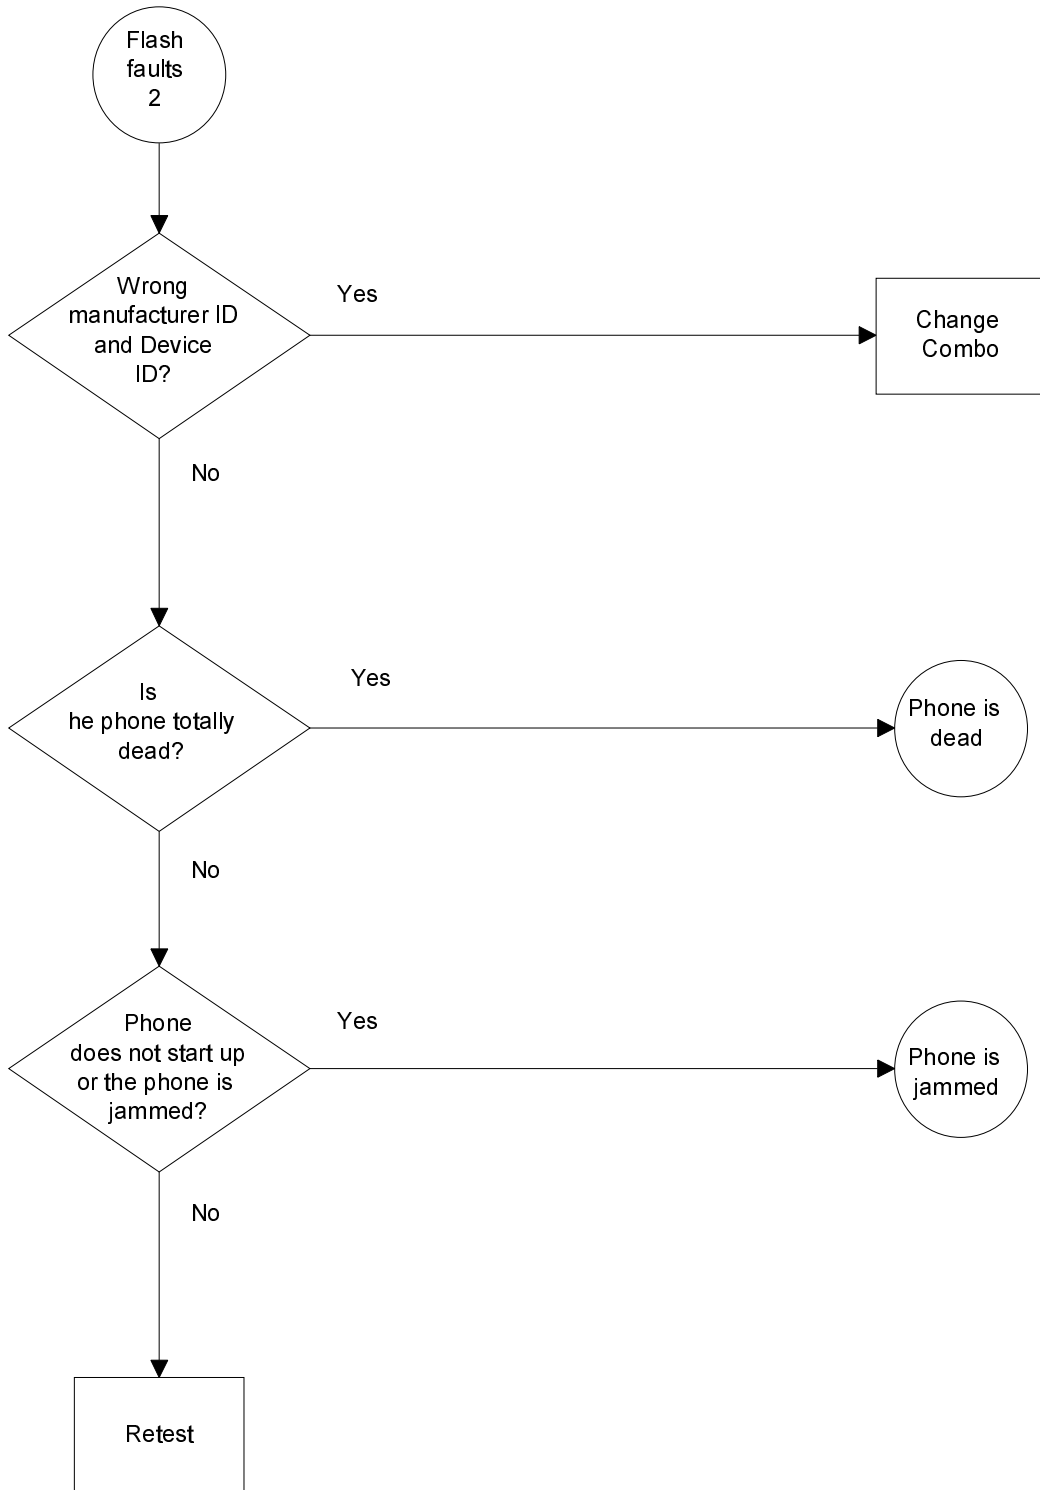 Flash
faults
2
Wrong
manufacturer ID
and Device
ID?
Yes
Change
Combo
No
Is
he phone totally
dead?
Yes
Phone is
dead
No
Phone
does not start up
or the phone is
jammed?
Yes
Phone is
jammed
No
Retest